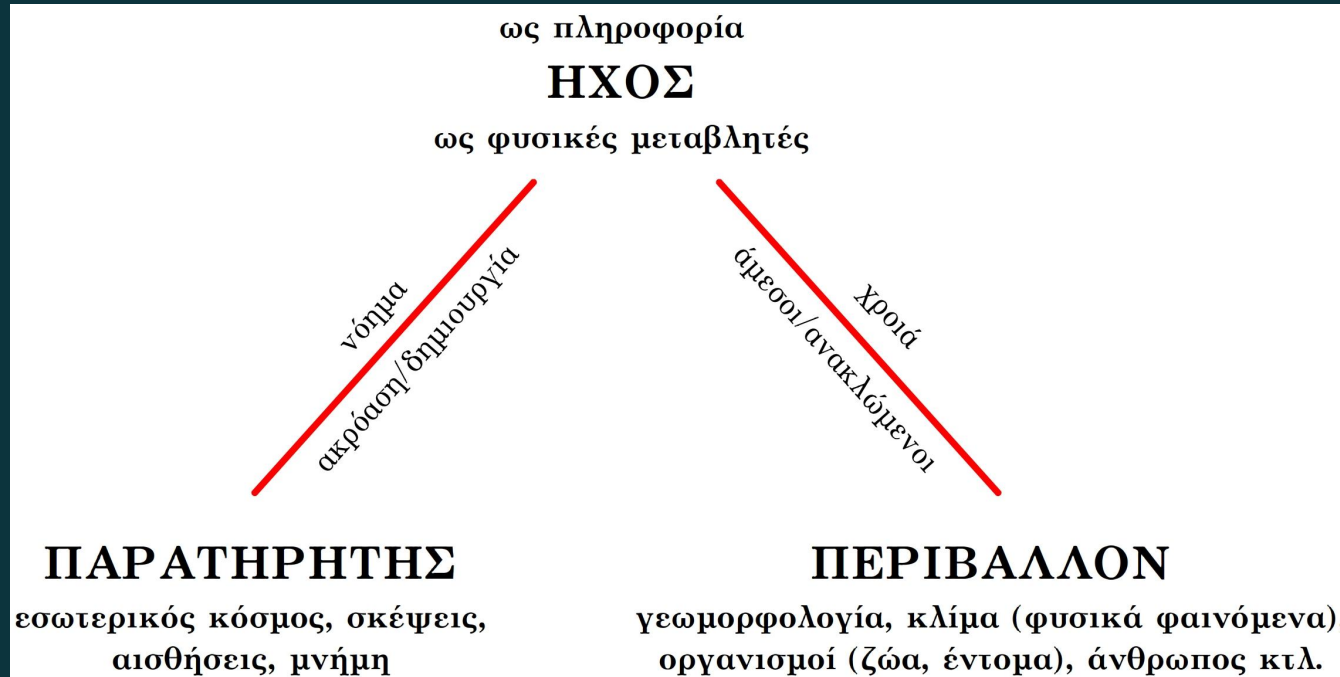 ως πληροφορία
ΗΧΟΣ
ως φυσικές μεταβλητές
νόημα
ακρόαση/δημιουργία
χροιά
άμεσοι/ανακλώμενοι
ΠΑΡΑΤΗΡΗΤΗΣ
εσωτερικός κόσμος, σκέψεις,
αισθήσεις, μνήμη
ΠΕΡΙΒΑΛΛΟΝ
γεωμορφολογία, κλίμα (φυσικά φαινόμενα)
οργανισμοί (ζώα, έντομα), άνθρωπος κτλ.